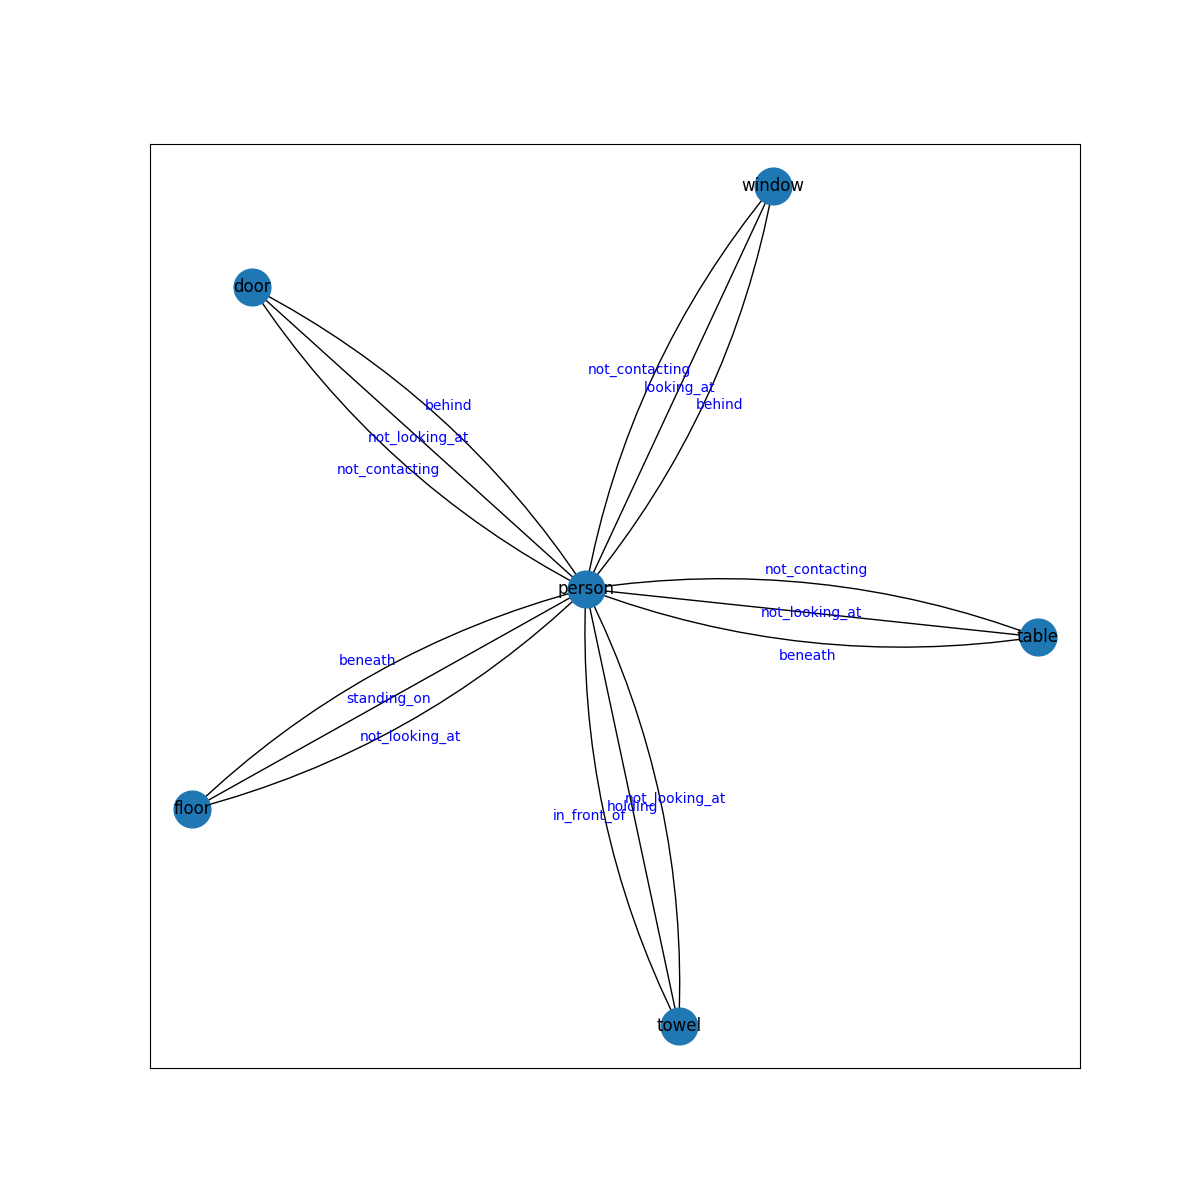 window
door
not_contacting
looking_at
behind
behind
not_looking_at
not_contacting
not_contacting
person
not_looking_at
table
beneath
beneath
standing_on
not_looking_at
not_looking_at
holding
in_front_of
floor
towel